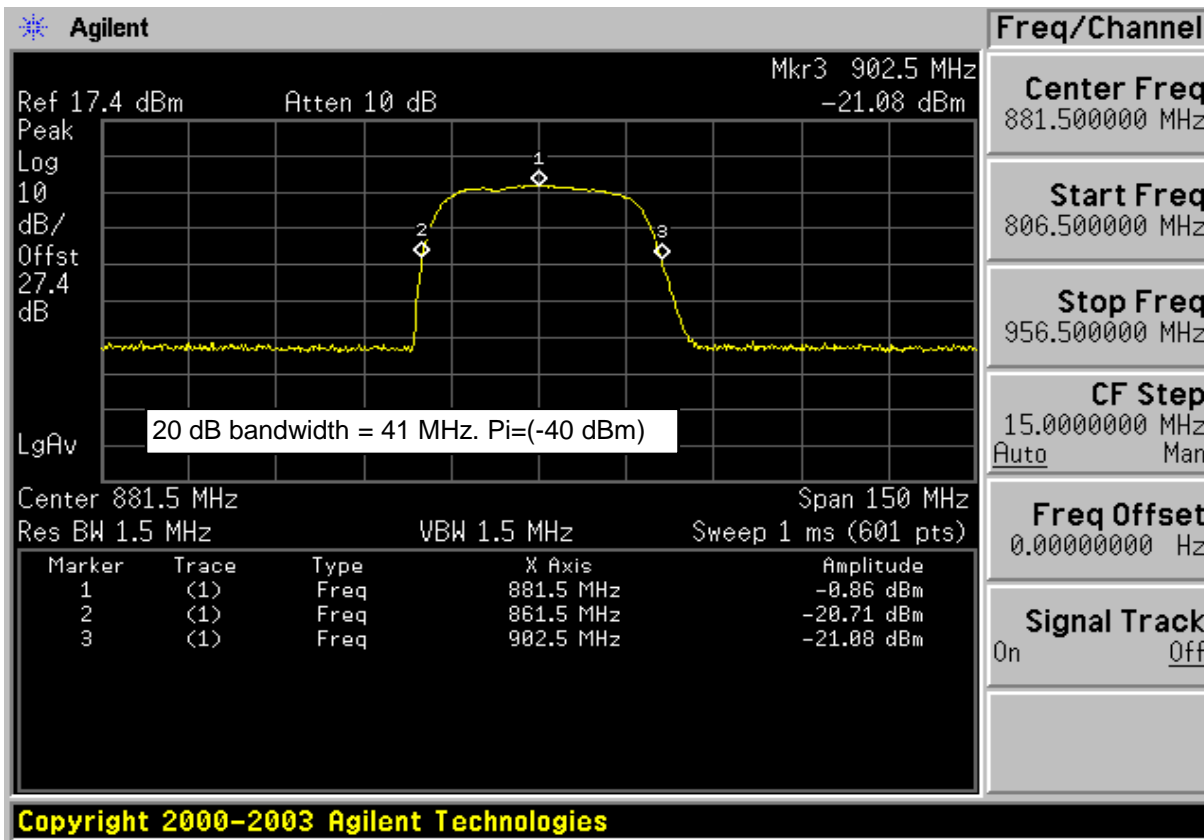 Agilent
Freq/Channel
Mkr3 902.5 MHz
Ref 17.4 dBm Atten 10 dB -21.08 dBm
Peak
Log
10
dB/
Offst
27.4
dB
1
2
3
20 dB bandwidth = 41 MHz. Pi=(-40 dBm)
LgAv
Center 881.5 MHz Span 150 MHz
Res BW 1.5 MHz VBW 1.5 MHz Sweep 1 ms (601 pts)
Marker Trace Type X Axis Amplitude
1 (1) Freq 881.5 MHz -0.86 dBm
2 (1) Freq 861.5 MHz -20.71 dBm
3 (1) Freq 902.5 MHz -21.08 dBm
Center Freq
881.500000 MHz
Start Freq
806.500000 MHz
Stop Freq
956.500000 MHz
CF Step
15.0000000 MHz
Auto Man
Freq Offset
0.00000000 Hz
Signal Track
On Off
Copyright 2000-2003 Agilent Technologies